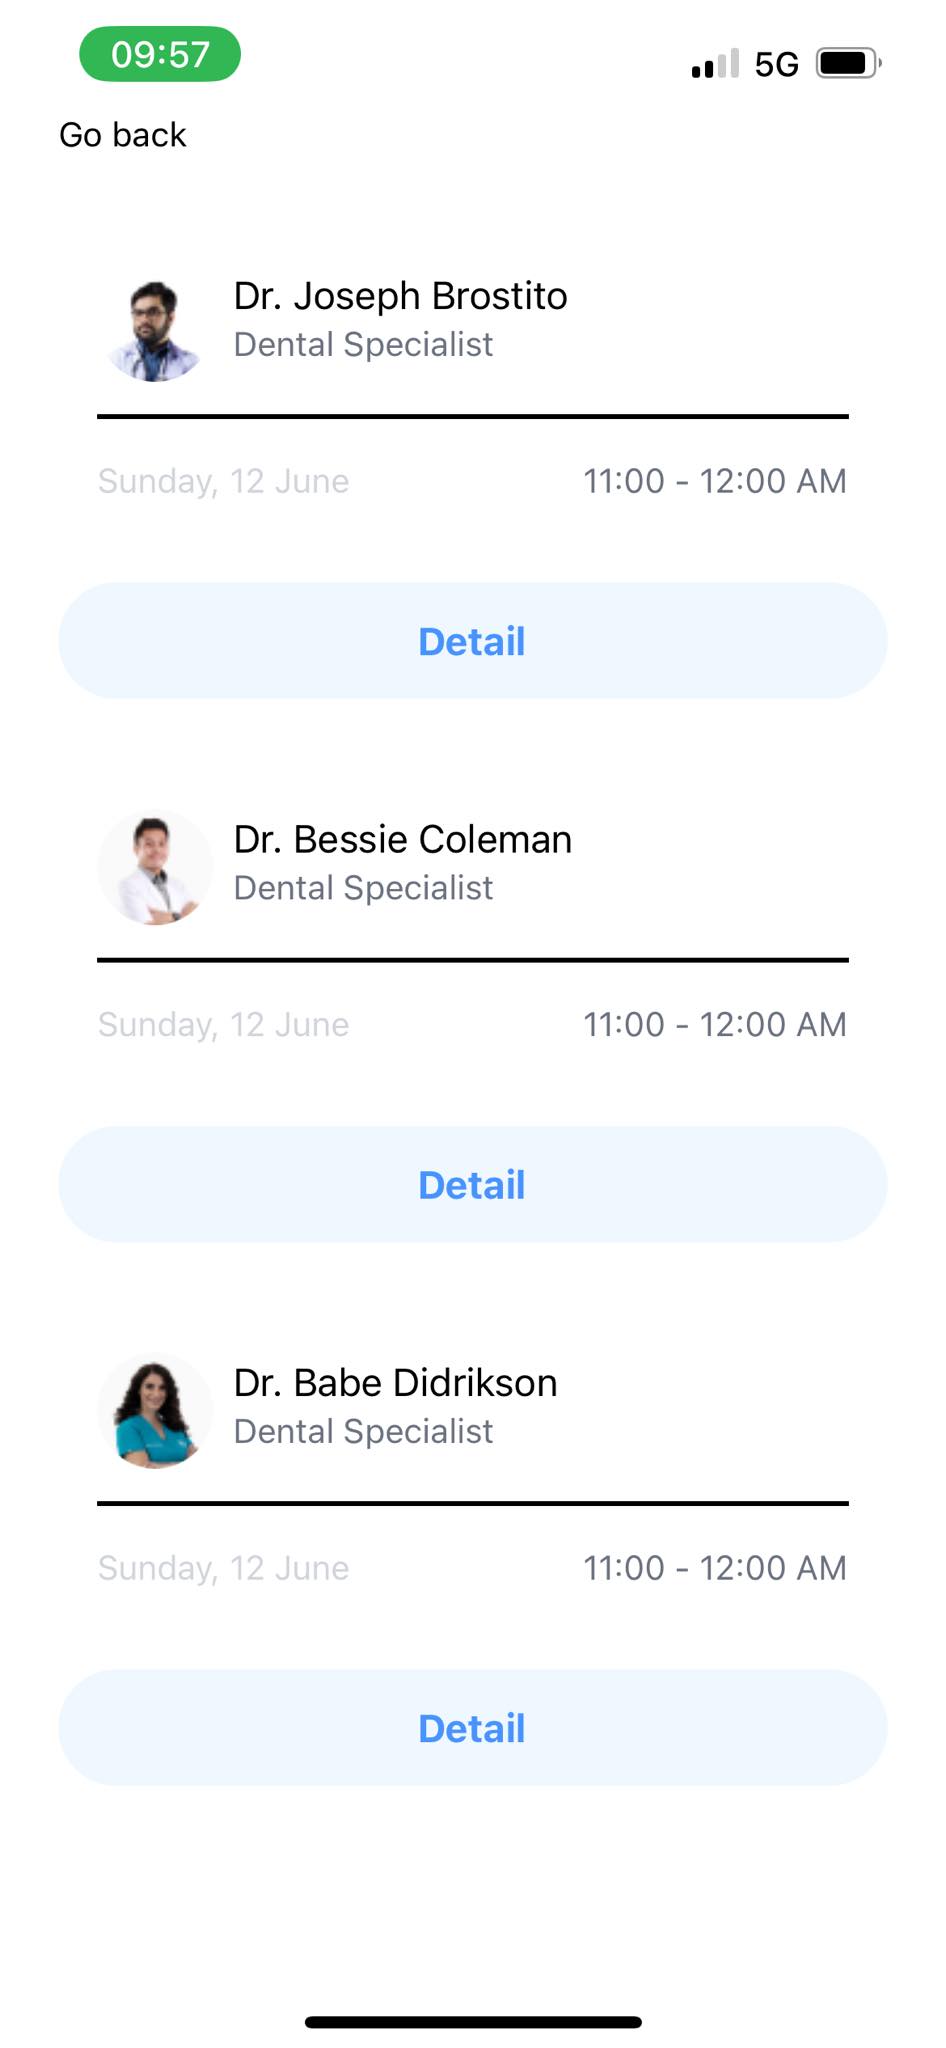 09:57
5G
Go back
Dr. Joseph Brostito
Dental Specialist
Sunday, 12 June
11:00 - 12:00 AM
Detail
Dr. Bessie Coleman
Dental Specialist
Sunday, 12 June
11:00 - 12:00 AM
Detail
Dr. Babe Didrikson
Dental Specialist
Sunday, 12 June
11:00 - 12:00 AM
Detail